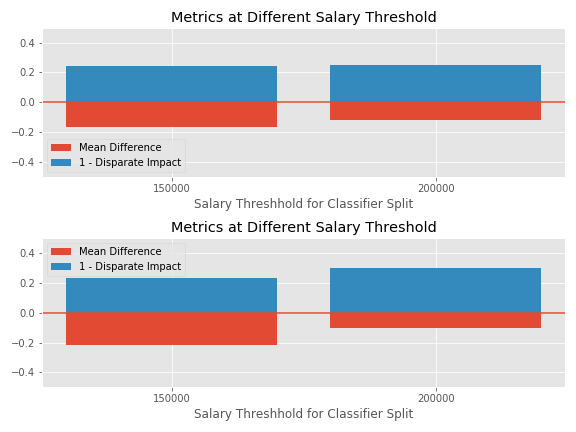 Metrics at Different Salary Threshold
0.4
0.2
0.0
−0.2
−0.4
Mean Difference
1 - Disparate Impact
150000 200000
Salary Threshhold for Classifier Split
Metrics at Different Salary Threshold
0.4
0.2
0.0
−0.2
−0.4
Mean Difference
1 - Disparate Impact
150000 200000
Salary Threshhold for Classifier Split